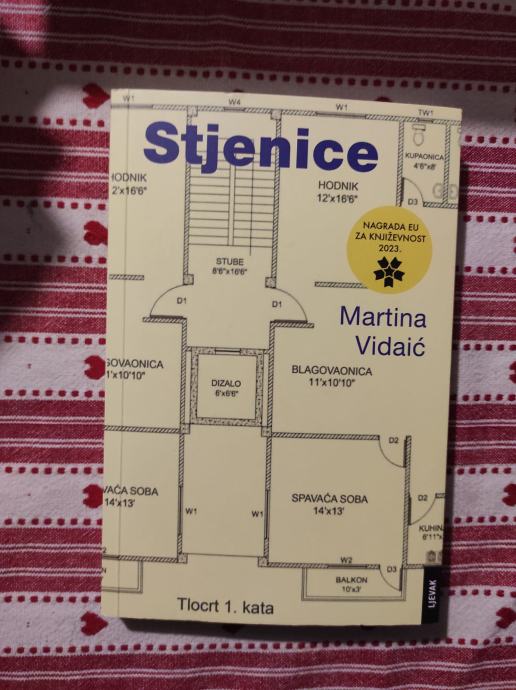 W1
W4
W1
TW1
Stjenice
KUPAONICA
4'6"x8'
HODNIK
2'x16'6"
HODNIK
12'x16'6"
D3
NAGRADA EU
ZA KNJIŽEVNOST
2023.
STUBE
8'6"x16'6"
D1
D1
Martina
Vidaić
GOVAONICA
1'x10'10"
BLAGOVAONICA
11'x10'10"
DIZALO
6'x6'6"
D2
VAĆA SOBA
14'x13'
SPAVAĆA SOBA
14'x13'
W1
W1
D2
KUHIN
6'11"x
W2
D3
BALKON
10'x3'
LJEVAK
Tlocrt 1. kata